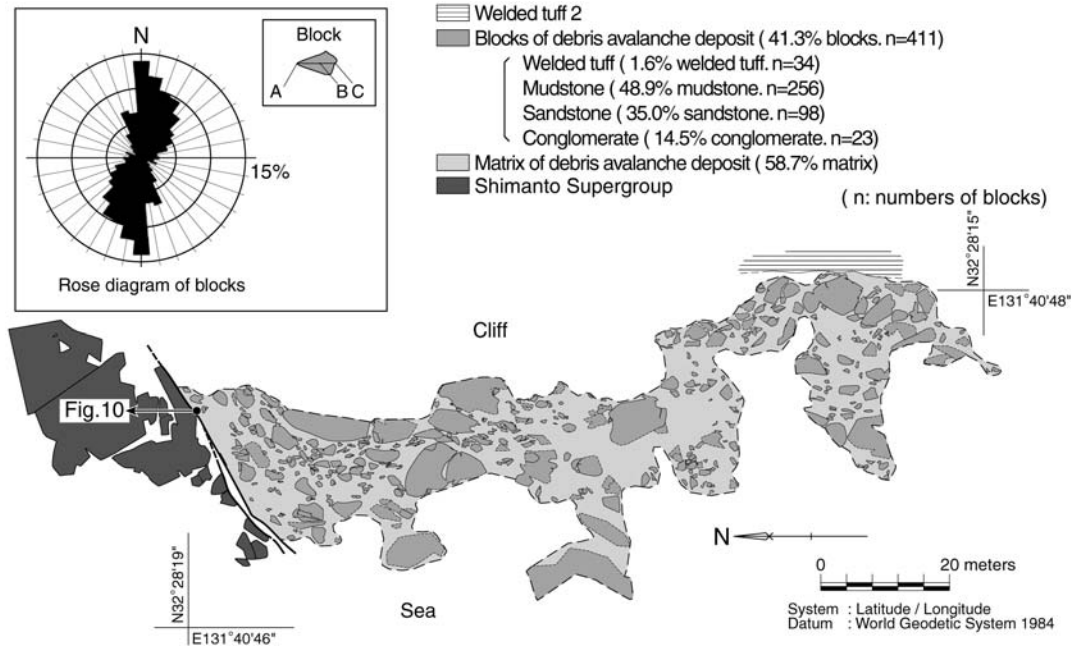 N
15%
Rose diagram of blocks
Block
A
B C
Welded tuff 2
Blocks of debris avalanche deposit ( 41.3% blocks. n=411)
Welded tuff ( 1.6% welded tuff. n=34)
Mudstone ( 48.9% mudstone. n=256)
Sandstone ( 35.0% sandstone. n=98)
Conglomerate ( 14.5% conglomerate. n=23)
Matrix of debris avalanche deposit ( 58.7% matrix)
Shimanto Supergroup
( n: numbers of blocks)
N32°28'15"
E131°40'48"
Cliff
Fig.10
N
0 20 meters
System : Latitude / Longitude
Datum : World Geodetic System 1984
N32°28'19"
E131°40'46"
Sea